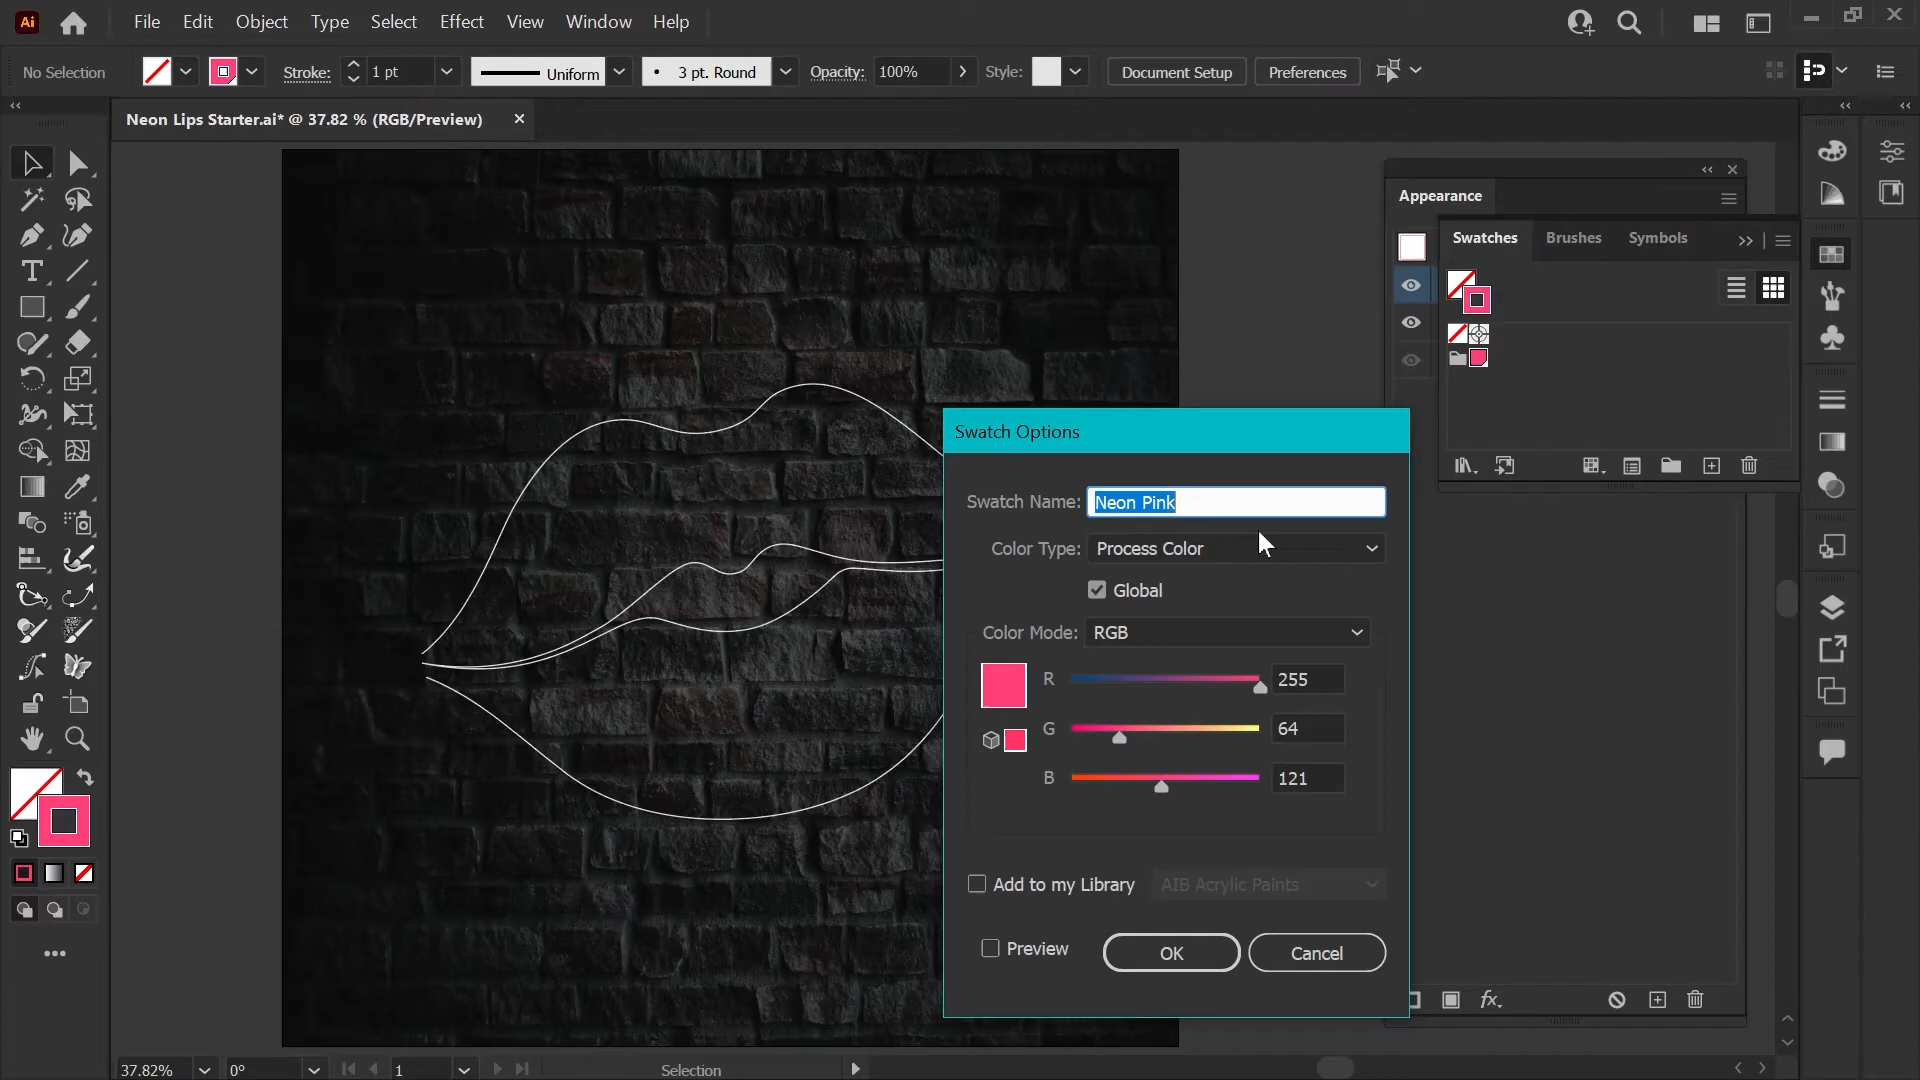 Ai
File Edit Object Type Select Effect View Window Help
No Selection Stroke: 1 pt Uniform 3 pt. Round Opacity: 100% Style: Document Setup Preferences
Neon Lips Starter.ai* @ 37.82 % (RGB/Preview)
Appearance
Swatches Brushes Symbols
Swatch Options
Swatch Name: Neon Pink
Color Type: Process Color
Global
Color Mode: RGB
R 255
G 64
B 121
Add to my Library AIB Acrylic Paints
Preview OK Cancel
fx
37.82% 0° 1 Selection